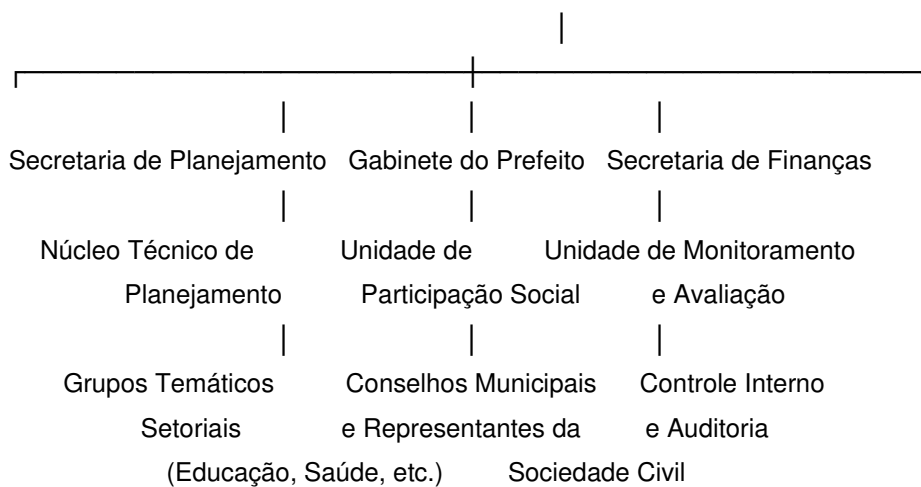 Secretaria de Planejamento Gabinete do Prefeito Secretaria de Finanças
Núcleo Técnico de Unidade de Unidade de Monitoramento
Planejamento Participação Social e Avaliação
Grupos Temáticos Conselhos Municipais Controle Interno
Setoriais e Representantes da e Auditoria
(Educação, Saúde, etc.) Sociedade Civil